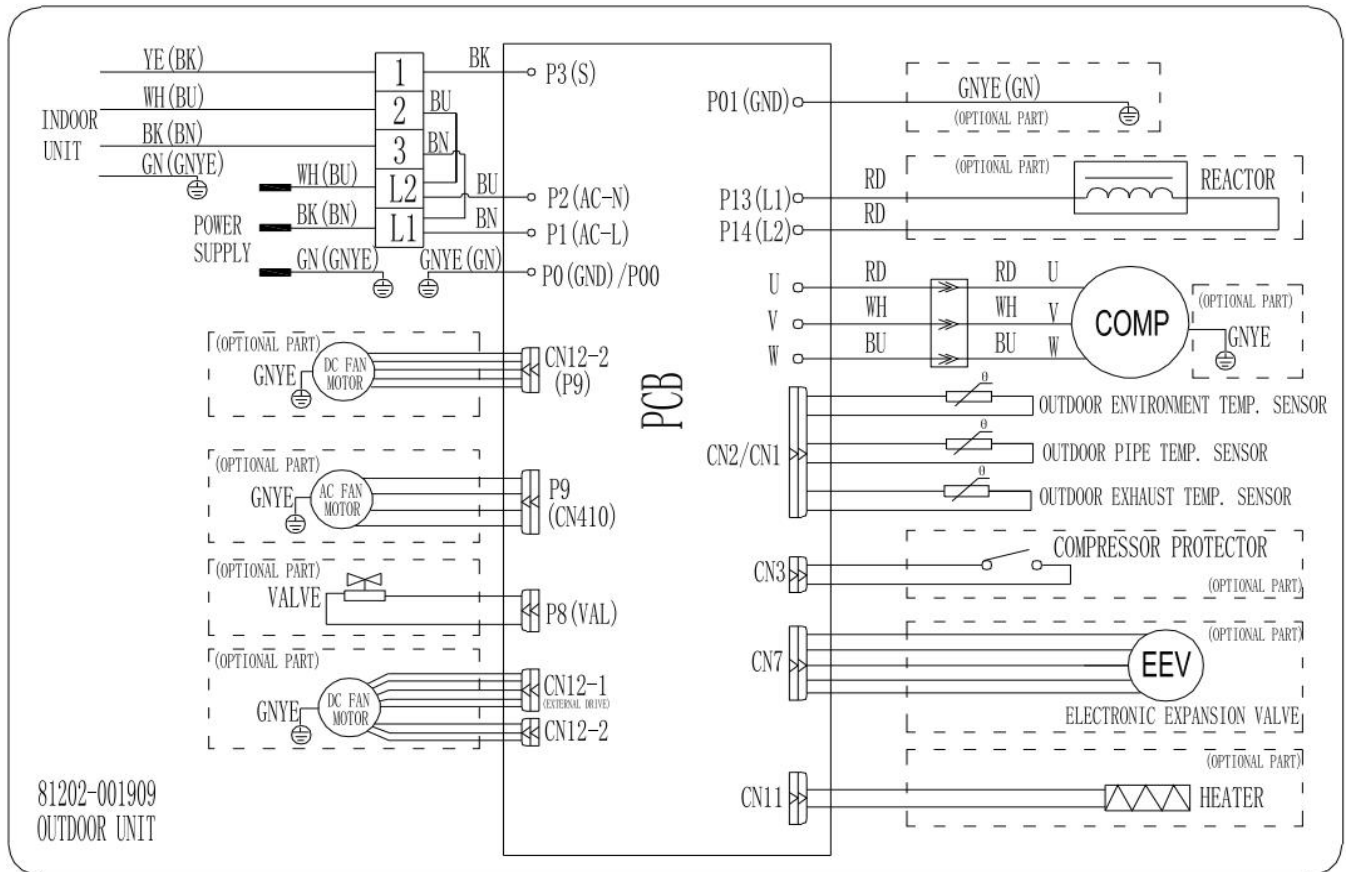 YE(BK)
WH(BU)
BK(BN)
GN(GNYE)
INDOOR
UNIT
1
2
3
L2
L1
BK
BU
BN
BU
BN
WH(BU)
BK(BN)
GN(GNYE)
POWER
SUPPLY
GNYE(GN)
P3(S)
P2(AC-N)
P1(AC-L)
P0(GND)/P00
(OPTIONAL PART)
GNYE
DC FAN
MOTOR
CN12-2
(P9)
(OPTIONAL PART)
GNYE
AC FAN
MOTOR
P9
(CN410)
(OPTIONAL PART)
VALVE
P8(VAL)
(OPTIONAL PART)
GNYE
DC FAN
MOTOR
CN12-1
(EXTERNAL DRIVE)
CN12-2
81202-001909
OUTDOOR UNIT
PCB
P01(GND)
GNYE(GN)
(OPTIONAL PART)
(OPTIONAL PART)
P13(L1)
RD
REACTOR
P14(L2)
RD
U
RD
RD
U
V
WH
WH
V
W
BU
BU
W
COMP
(OPTIONAL PART)
GNYE
CN2/CN1
θ
OUTDOOR ENVIRONMENT TEMP. SENSOR
θ
OUTDOOR PIPE TEMP. SENSOR
θ
OUTDOOR EXHAUST TEMP. SENSOR
CN3
COMPRESSOR PROTECTOR
(OPTIONAL PART)
CN7
(OPTIONAL PART)
EEV
ELECTRONIC EXPANSION VALVE
(OPTIONAL PART)
CN11
HEATER